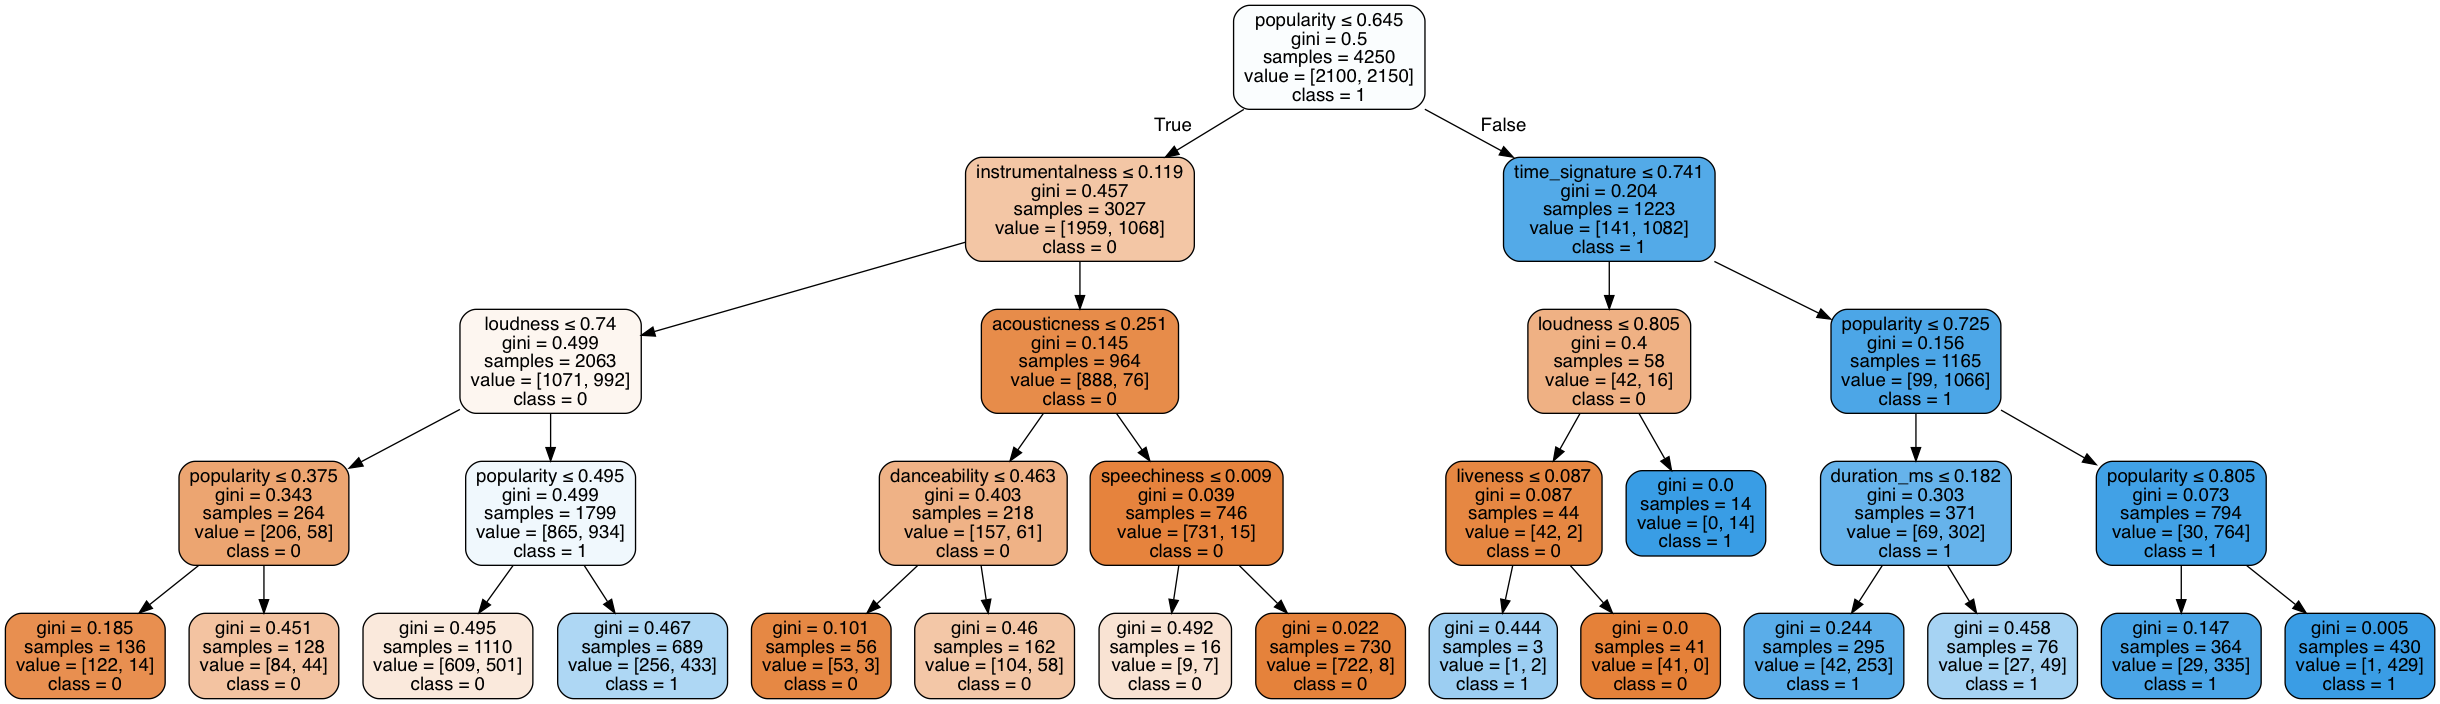 popularity ≤ 0.645
gini = 0.5
samples = 4250
value = [2100, 2150]
class = 1
True
False
instrumentalness ≤ 0.119
gini = 0.457
samples = 3027
value = [1959, 1068]
class = 0
time_signature ≤ 0.741
gini = 0.204
samples = 1223
value = [141, 1082]
class = 1
loudness ≤ 0.74
gini = 0.499
samples = 2063
value = [1071, 992]
class = 0
acousticness ≤ 0.251
gini = 0.145
samples = 964
value = [888, 76]
class = 0
loudness ≤ 0.805
gini = 0.4
samples = 58
value = [42, 16]
class = 0
popularity ≤ 0.725
gini = 0.156
samples = 1165
value = [99, 1066]
class = 1
popularity ≤ 0.375
gini = 0.343
samples = 264
value = [206, 58]
class = 0
popularity ≤ 0.495
gini = 0.499
samples = 1799
value = [865, 934]
class = 1
danceability ≤ 0.463
gini = 0.403
samples = 218
value = [157, 61]
class = 0
speechiness ≤ 0.009
gini = 0.039
samples = 746
value = [731, 15]
class = 0
liveness ≤ 0.087
gini = 0.087
samples = 44
value = [42, 2]
class = 0
gini = 0.0
samples = 14
value = [0, 14]
class = 1
duration_ms ≤ 0.182
gini = 0.303
samples = 371
value = [69, 302]
class = 1
popularity ≤ 0.805
gini = 0.073
samples = 794
value = [30, 764]
class = 1
gini = 0.185
samples = 136
value = [122, 14]
class = 0
gini = 0.451
samples = 128
value = [84, 44]
class = 0
gini = 0.495
samples = 1110
value = [609, 501]
class = 0
gini = 0.467
samples = 689
value = [256, 433]
class = 1
gini = 0.101
samples = 56
value = [53, 3]
class = 0
gini = 0.46
samples = 162
value = [104, 58]
class = 0
gini = 0.492
samples = 16
value = [9, 7]
class = 0
gini = 0.022
samples = 730
value = [722, 8]
class = 0
gini = 0.444
samples = 3
value = [1, 2]
class = 1
gini = 0.0
samples = 41
value = [41, 0]
class = 0
gini = 0.244
samples = 295
value = [42, 253]
class = 1
gini = 0.458
samples = 76
value = [27, 49]
class = 1
gini = 0.147
samples = 364
value = [29, 335]
class = 1
gini = 0.005
samples = 430
value = [1, 429]
class = 1